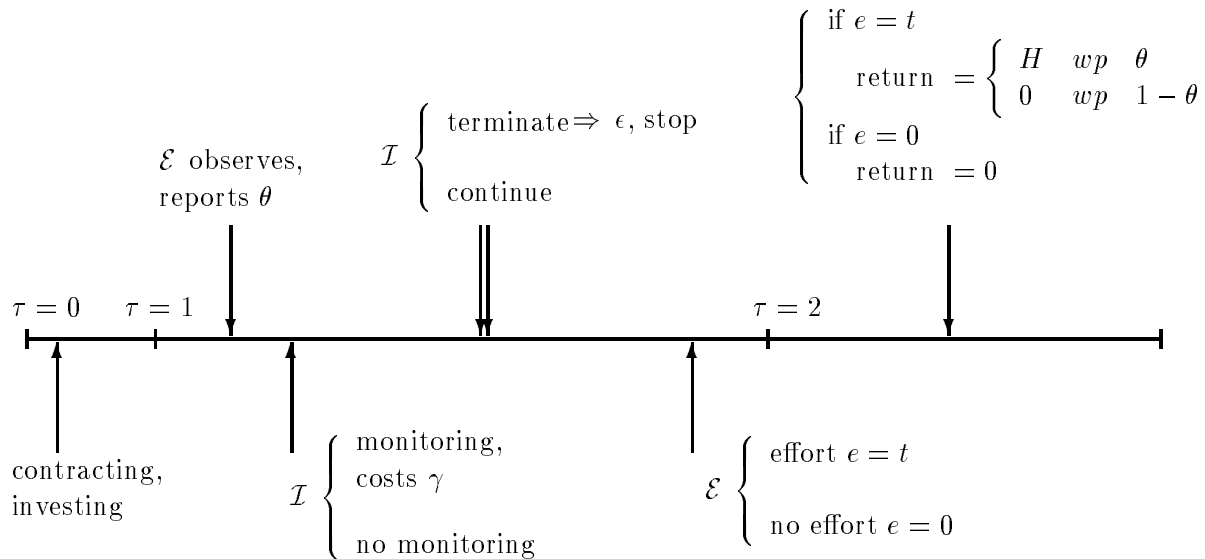 if e = t
return = { H wp θ
0 wp 1 − θ
if e = 0
return = 0
ℰ observes,
reports θ
ℐ { terminate ⇒ ϵ, stop
continue
τ = 0
τ = 1
τ = 2
contracting,
investing
ℐ { monitoring,
costs γ
no monitoring
ℰ { effort e = t
no effort e = 0